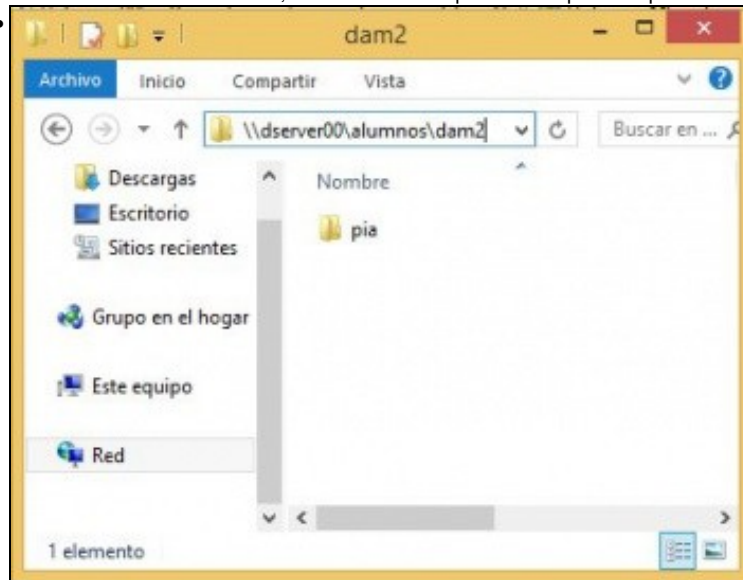 dam2
Archivo Inicio Compartir Vista
\\dserver00\alumnos\dam2 Buscar en ...
Descargas
Escritorio
Sitios recientes
Grupo en el hogar
Este equipo
Red
Nombre
pia
1 elemento